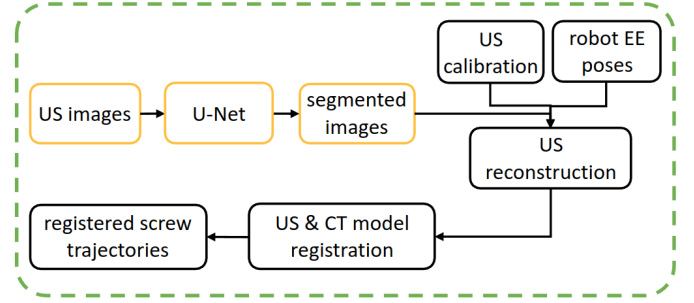 US
calibration
robot EE
poses
US images
U-Net
segmented
images
US
reconstruction
registered screw
trajectories
US & CT model
registration